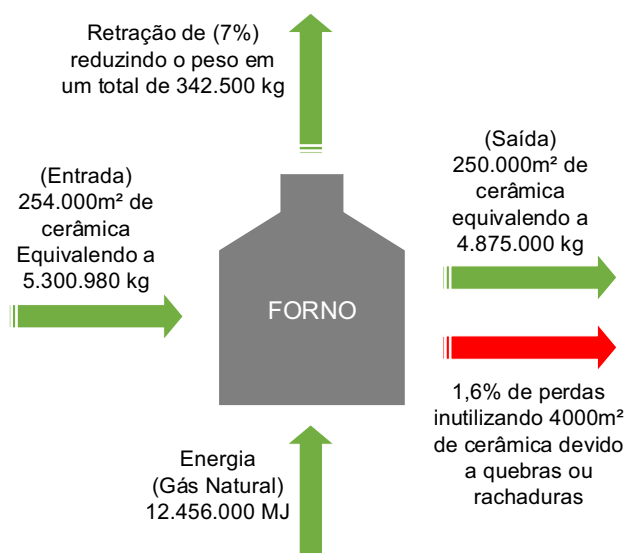 Retração de (7%)
reduzindo o peso em
um total de 342.500 kg
(Entrada)
254.000m² de
cerâmica
Equivalendo a
5.300.980 kg
FORNO
(Saída)
250.000m² de
cerâmica
equivalendo a
4.875.000 kg
1,6% de perdas
inutilizando 4000m²
de cerâmica devido
a quebras ou
rachaduras
Energia
(Gás Natural)
12.456.000 MJ